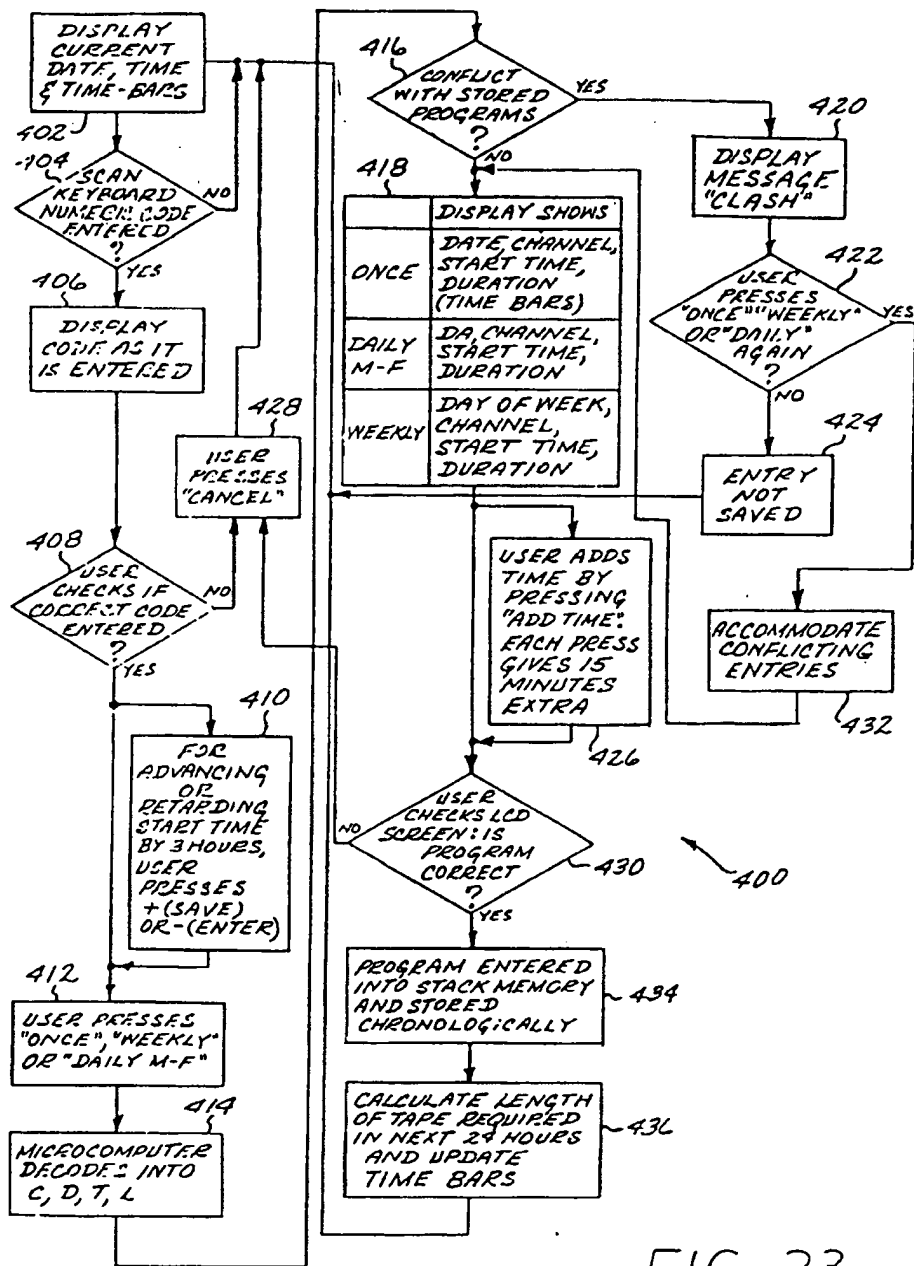 DISPLAY
CURRENT
DATE, TIME
& TIME-BARS
402
404
SCAN
KEYBOARD
NUMERIC CODE
ENTERED
?
NO
YES
406
DISPLAY
CODE AS IT
IS ENTERED
428
USER
PRESSES
"CANCEL"
408
USER
CHECKS IF
CORRECT CODE
ENTERED
?
NO
YES
410
FOR
ADVANCING
OR
RETARDING
START TIME
BY 3 HOURS,
USER
PRESSES
+(SAVE)
OR-(ENTER)
412
USER PRESSES
"ONCE", "WEEKLY"
OR "DAILY M-F"
414
MICROCOMPUTER
DECODES INTO
C, D, T, L
416
CONFLICT
WITH STORED
PROGRAMS
?
YES
NO
418
DISPLAY SHOWS
ONCE
DATE, CHANNEL,
START TIME,
DURATION
(TIME BARS)
DAILY
M-F
DA, CHANNEL,
START TIME,
DURATION
WEEKLY
DAY OF WEEK,
CHANNEL,
START TIME,
DURATION
420
DISPLAY
MESSAGE
"CLASH"
422
USER
PRESSES
"ONCE" "WEEKLY"
OR "DAILY"
AGAIN
?
YES
NO
424
ENTRY
NOT
SAVED
USER ADDS
TIME BY
PRESSING
"ADD TIME".
EACH PRESS
GIVES 15
MINUTES
EXTRA
426
ACCOMMODATE
CONFLICTING
ENTRIES
432
USER
CHECKS LCD
SCREEN: IS
PROGRAM
CORRECT
?
NO
430
YES
400
PROGRAM ENTERED
INTO STACK MEMORY
AND STORED
CHRONOLOGICALLY
434
CALCULATE LENGTH
OF TAPE REQUIRED
IN NEXT 24 HOURS
AND UPDATE
TIME BARS
436
FIG. 23